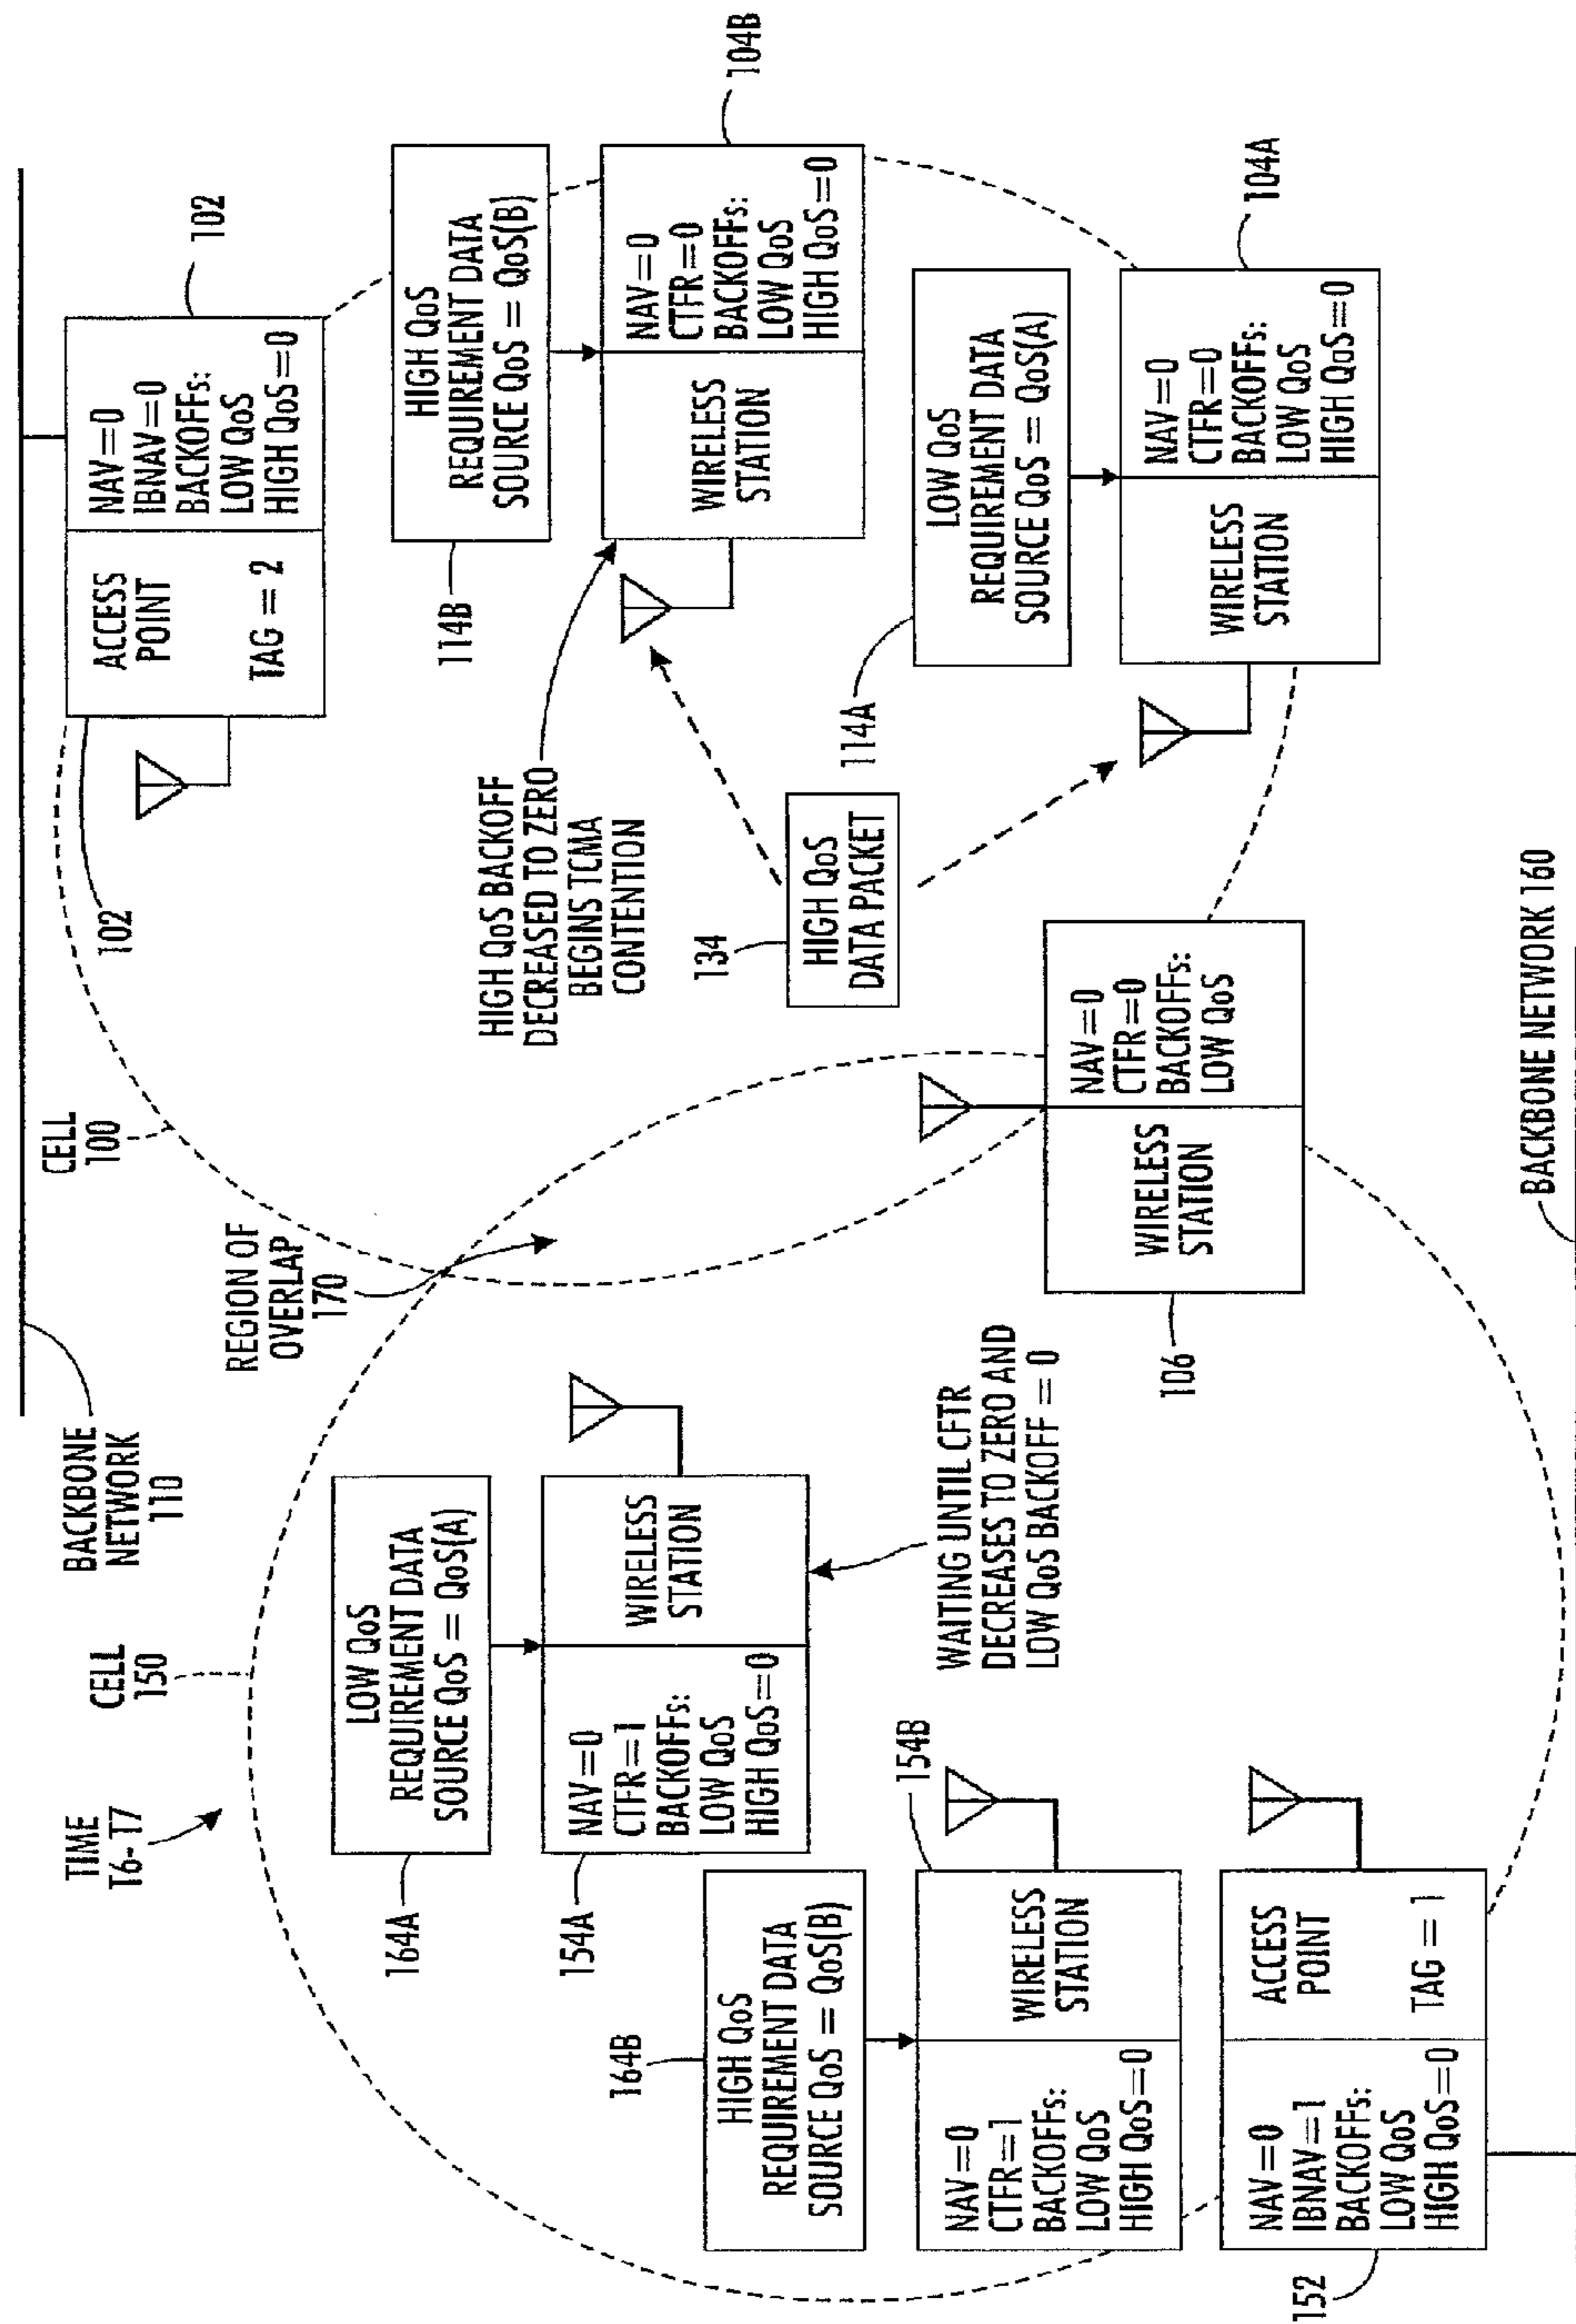 TIME
T6-T7
CELL
150
BACKBONE
NETWORK
110
REGION OF
OVERLAP
170
CELL
100
102
102
ACCESS
POINT
TAG = 2
NAV=0
IBNAV=0
BACKOFFs:
LOW QoS
HIGH QoS=0
114B
HIGH QoS
REQUIREMENT DATA
SOURCE QoS = QoS(B)
104B
WIRELESS
STATION
NAV=0
CTFR=0
BACKOFFs:
LOW QoS
HIGH QoS=0
HIGH QoS BACKOFF
DECREASED TO ZERO
BEGINS TCMA
CONTENTION
134
HIGH QoS
DATA PACKET
114A
LOW QoS
REQUIREMENT DATA
SOURCE QoS = QoS(A)
104A
WIRELESS
STATION
NAV=0
CTFR=0
BACKOFFs:
LOW QoS
HIGH QoS=0
164A
LOW QoS
REQUIREMENT DATA
SOURCE QoS = QoS(A)
154A
NAV=0
CTFR=1
BACKOFFs:
LOW QoS
HIGH QoS=0
WIRELESS
STATION
WAITING UNTIL CFTR
DECREASES TO ZERO AND
LOW QoS BACKOFF = 0
106
WIRELESS
STATION
NAV=0
CTFR=0
BACKOFFs:
LOW QoS
164B
HIGH QoS
REQUIREMENT DATA
SOURCE QoS = QoS(B)
154B
NAV=0
CTFR=1
BACKOFFs:
LOW QoS
HIGH QoS=0
WIRELESS
STATION
152
NAV=0
IBNAV=1
BACKOFFs:
LOW QoS
HIGH QoS=0
ACCESS
POINT
TAG = 1
BACKBONE NETWORK 160